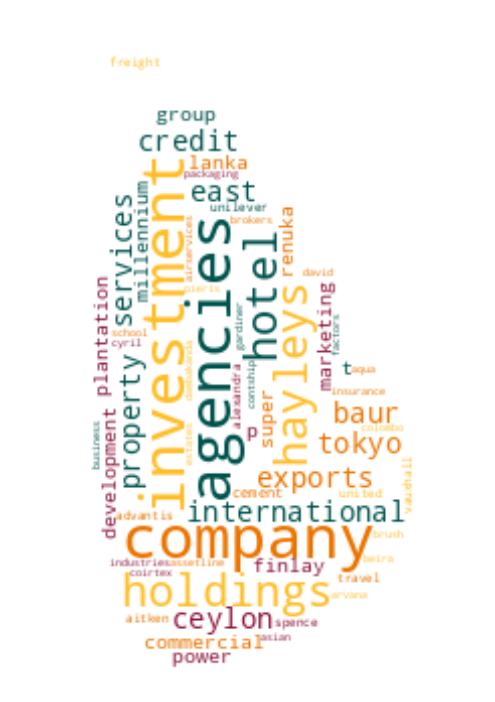 freight
group
credit
lanka
packaging
east
unilever
brokers
investment
millennium
services
airservices
agencies
hotel
renuka
pieris
david
hayleys
marketing
plantation
gardiner
factors
school
cyril
property
dambakanda
alexandra
contship
t
aqua
insurance
super
p
baur
colombo
tokyo
development
business
estates
exports
vauxhall
cement
united
advantis
international
company
brush
beira
industries
assetline
finlay
coirtex
travel
holdings
arvana
aitken
ceylon
spence
asian
commercial
power